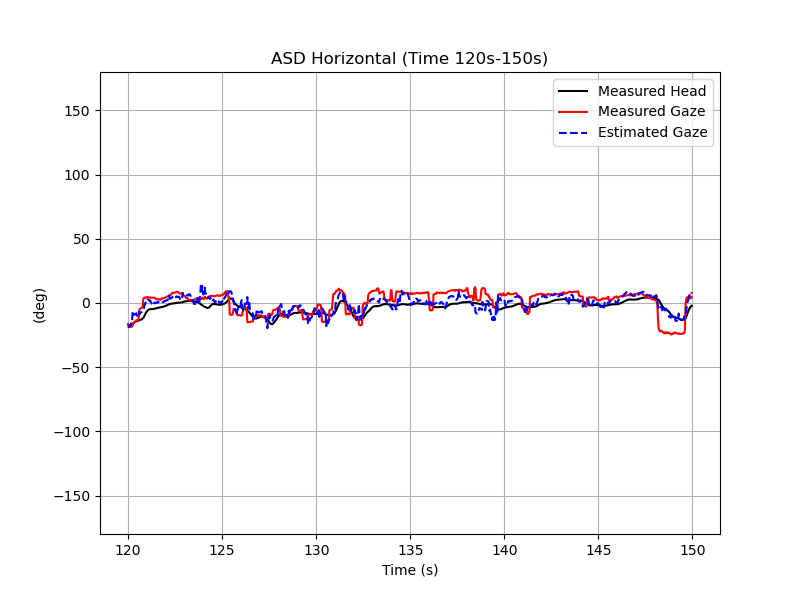 ASD Horizontal (Time 120s-150s)
Measured Head
Measured Gaze
Estimated Gaze
150
100
50
0
−50
−100
−150
(deg)
120 125 130 135 140 145 150
Time (s)